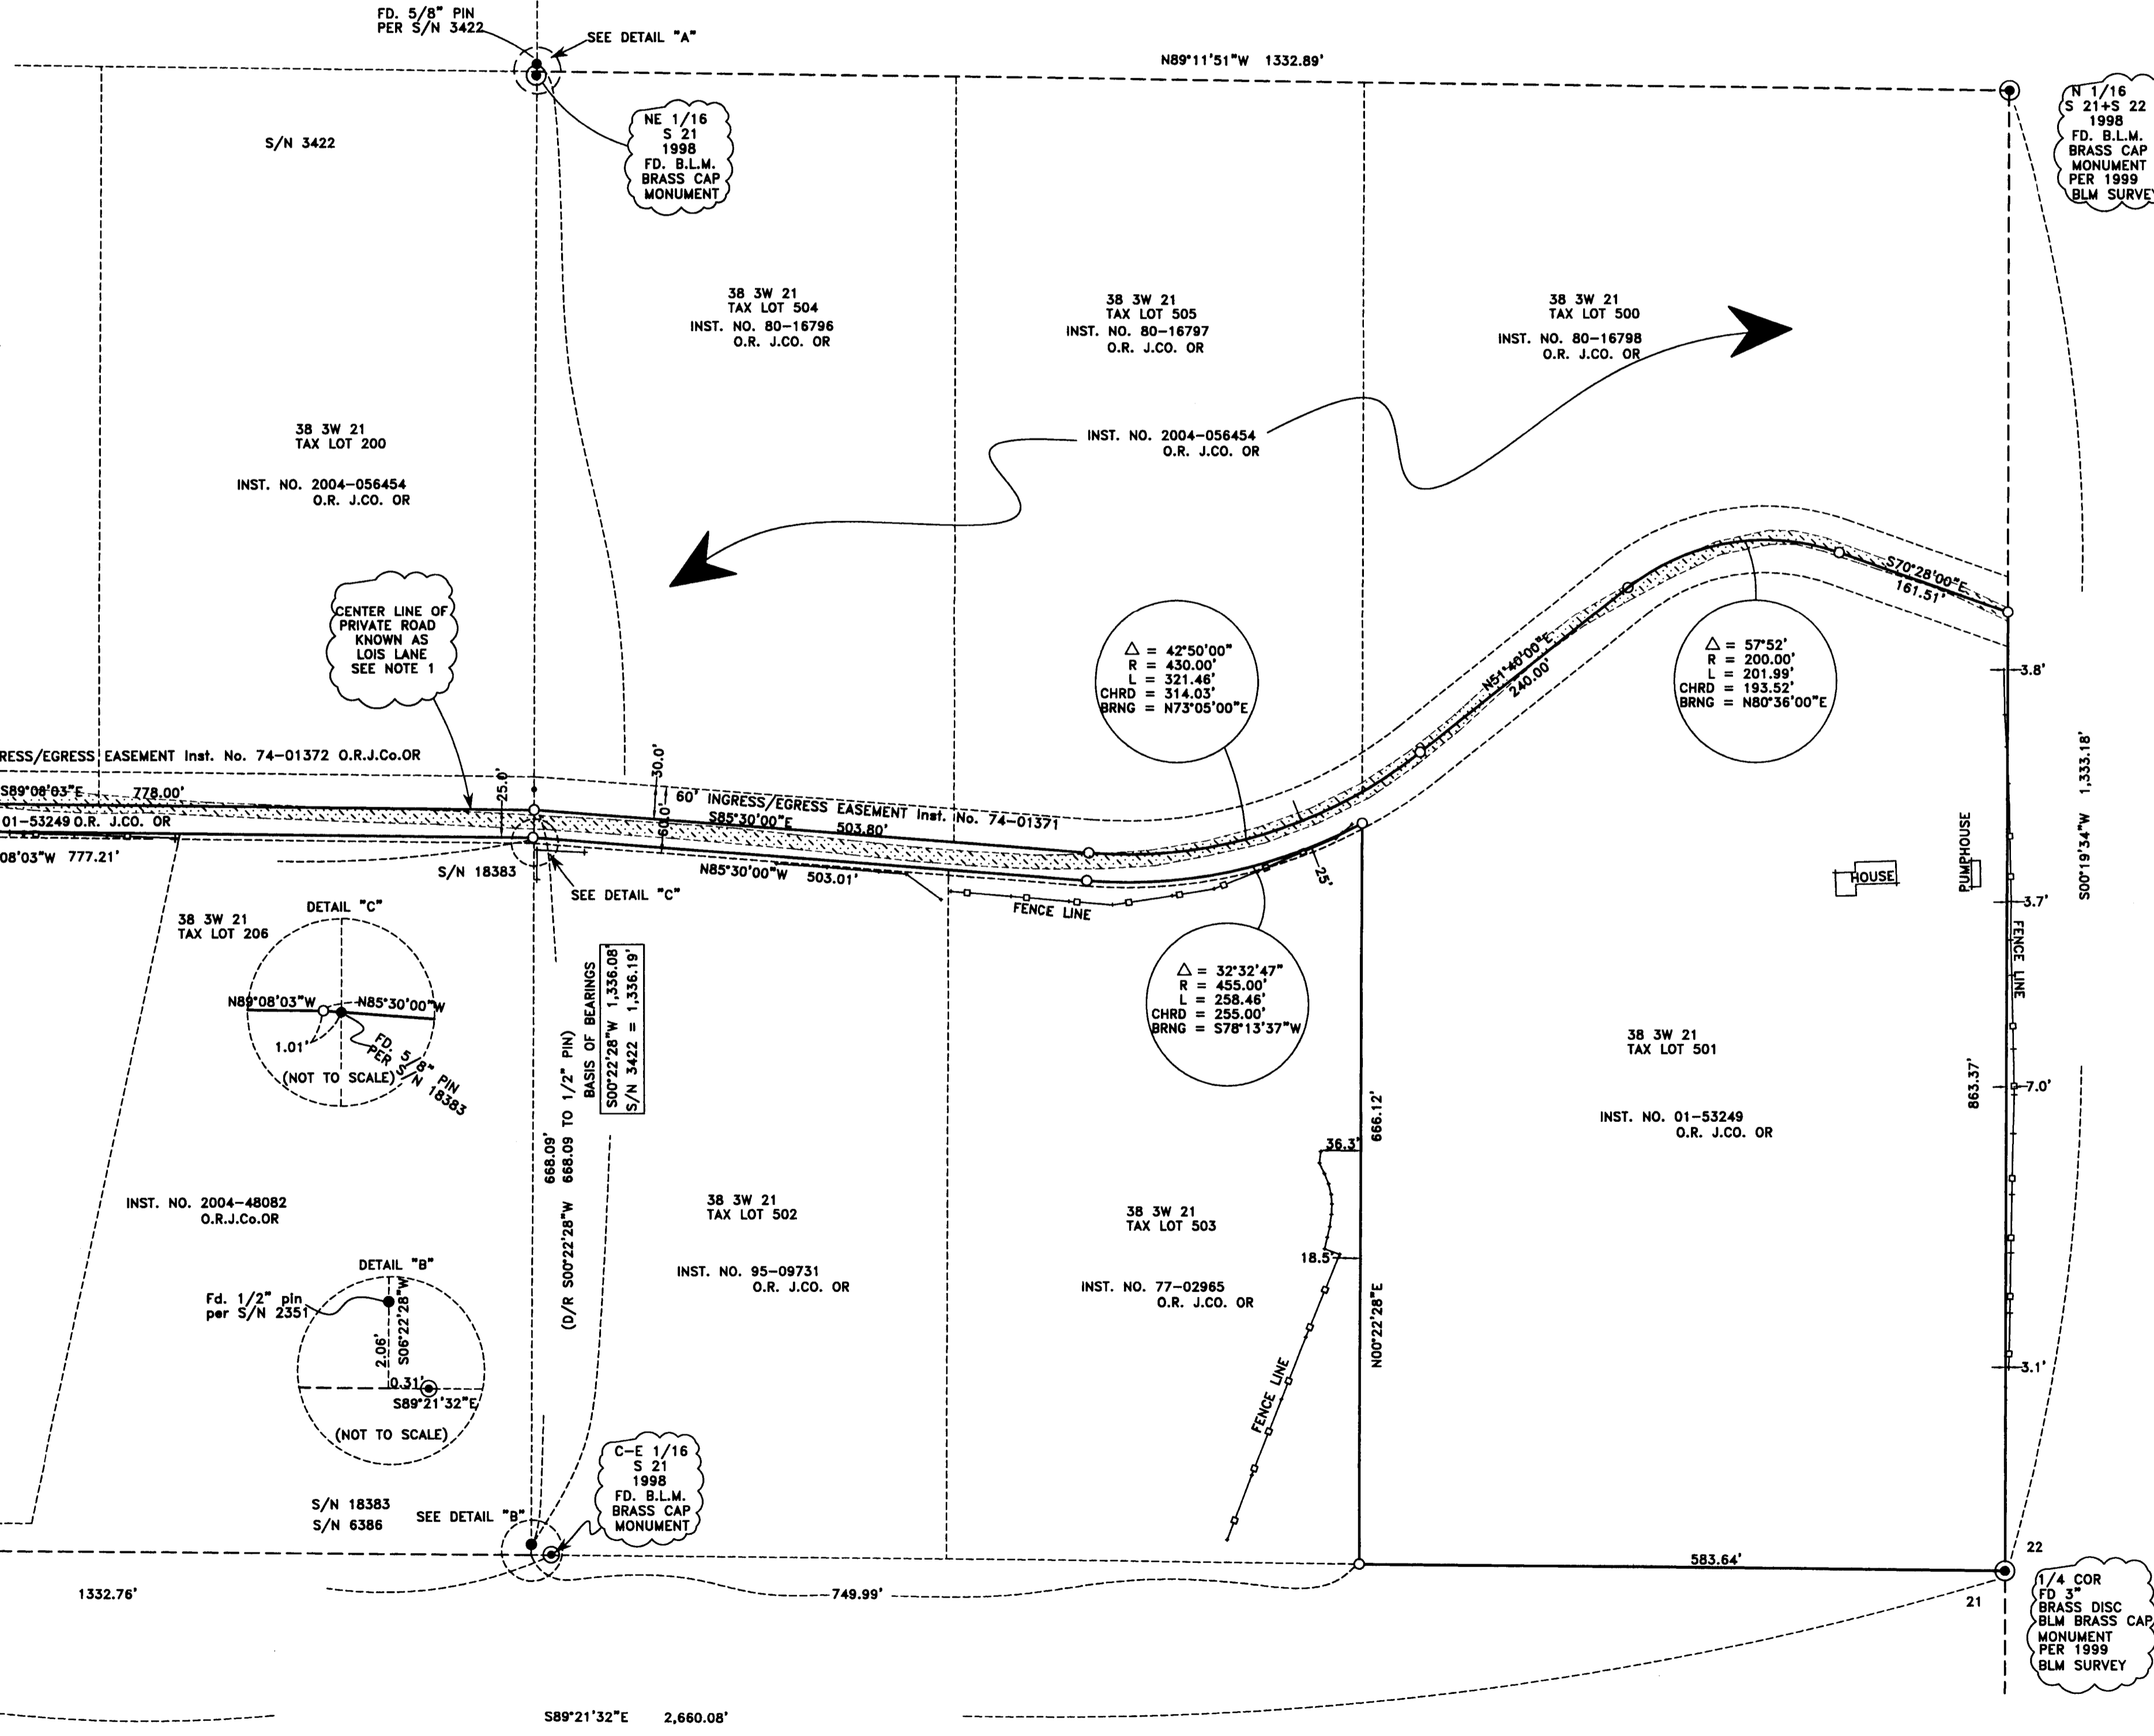 FD. 5/8" PIN
PER S/N 3422
SEE DETAIL "A"
N89°11'51"W 1332.89'
NE 1/16
S 21
1998
FD. B.L.M.
BRASS CAP
MONUMENT
N 1/16
S 21+S 22
1998
FD. B.L.M.
BRASS CAP
MONUMENT
PER 1999
BLM SURVEY
S/N 3422
38 3W 21
TAX LOT 504
INST. NO. 80-16796
O.R. J.CO. OR
38 3W 21
TAX LOT 505
INST. NO. 80-16797
O.R. J.CO. OR
38 3W 21
TAX LOT 500
INST. NO. 80-16798
O.R. J.CO. OR
38 3W 21
TAX LOT 200
INST. NO. 2004-056454
O.R. J.CO. OR
INST. NO. 2004-056454
O.R. J.CO. OR
CENTER LINE OF
PRIVATE ROAD
KNOWN AS
LOIS LANE
SEE NOTE 1
△ = 42°50'00"
R = 430.00'
L = 321.46'
CHRD = 314.03'
BRNG = N73°05'00"E
N51°40'00"E
240.00'
△ = 57°52'
R = 200.00'
L = 201.99'
CHRD = 193.52'
BRNG = N80°36'00"E
S70°28'00"E
161.51'
3.8'
RESS/EGRESS EASEMENT Inst. No. 74-01372 O.R.J.Co.OR
S89°08'03"E 778.00'
01-53249 O.R. J.CO. OR
08'03"W 777.21'
25.0'
30.0'
60.0'
60' INGRESS/EGRESS EASEMENT Inst. No. 74-01371
S85°30'00"E 503.80'
N85°30'00"W 503.01'
S/N 18383
SEE DETAIL "C"
FENCE LINE
25'
HOUSE
PUMPHOUSE
S00°19'34"W 1,333.18'
3.7'
FENCE LINE
38 3W 21
TAX LOT 206
DETAIL "C"
N89°08'03"W
N85°30'00"W
1.01'
FD. 5/8" PIN
PER S/N 18383
(NOT TO SCALE)
BASIS OF BEARINGS
S00°22'28"W 1,336.08'
S/N 3422 = 1,336.19'
668.09'
(D/R S00°22'28"W 668.09 TO 1/2" PIN)
△ = 32°32'47"
R = 455.00'
L = 258.46'
CHRD = 255.00'
BRNG = S78°13'37"W
38 3W 21
TAX LOT 501
INST. NO. 01-53249
O.R. J.CO. OR
863.37'
7.0'
666.12'
36.3'
18.5'
N00°22'28"E
INST. NO. 2004-48082
O.R.J.Co.OR
38 3W 21
TAX LOT 502
INST. NO. 95-09731
O.R. J.CO. OR
38 3W 21
TAX LOT 503
INST. NO. 77-02965
O.R. J.CO. OR
DETAIL "B"
Fd. 1/2" pin
per S/N 2351
2.06'
S06°22'28"W
0.31'
S89°21'32"E
(NOT TO SCALE)
FENCE LINE
3.1'
S/N 18383
S/N 6386
SEE DETAIL "B"
C-E 1/16
S 21
1998
FD. B.L.M.
BRASS CAP
MONUMENT
583.64'
22
21
1/4 COR
FD 3"
BRASS DISC
BLM BRASS CAP
MONUMENT
PER 1999
BLM SURVEY
1332.76'
749.99'
S89°21'32"E 2,660.08'